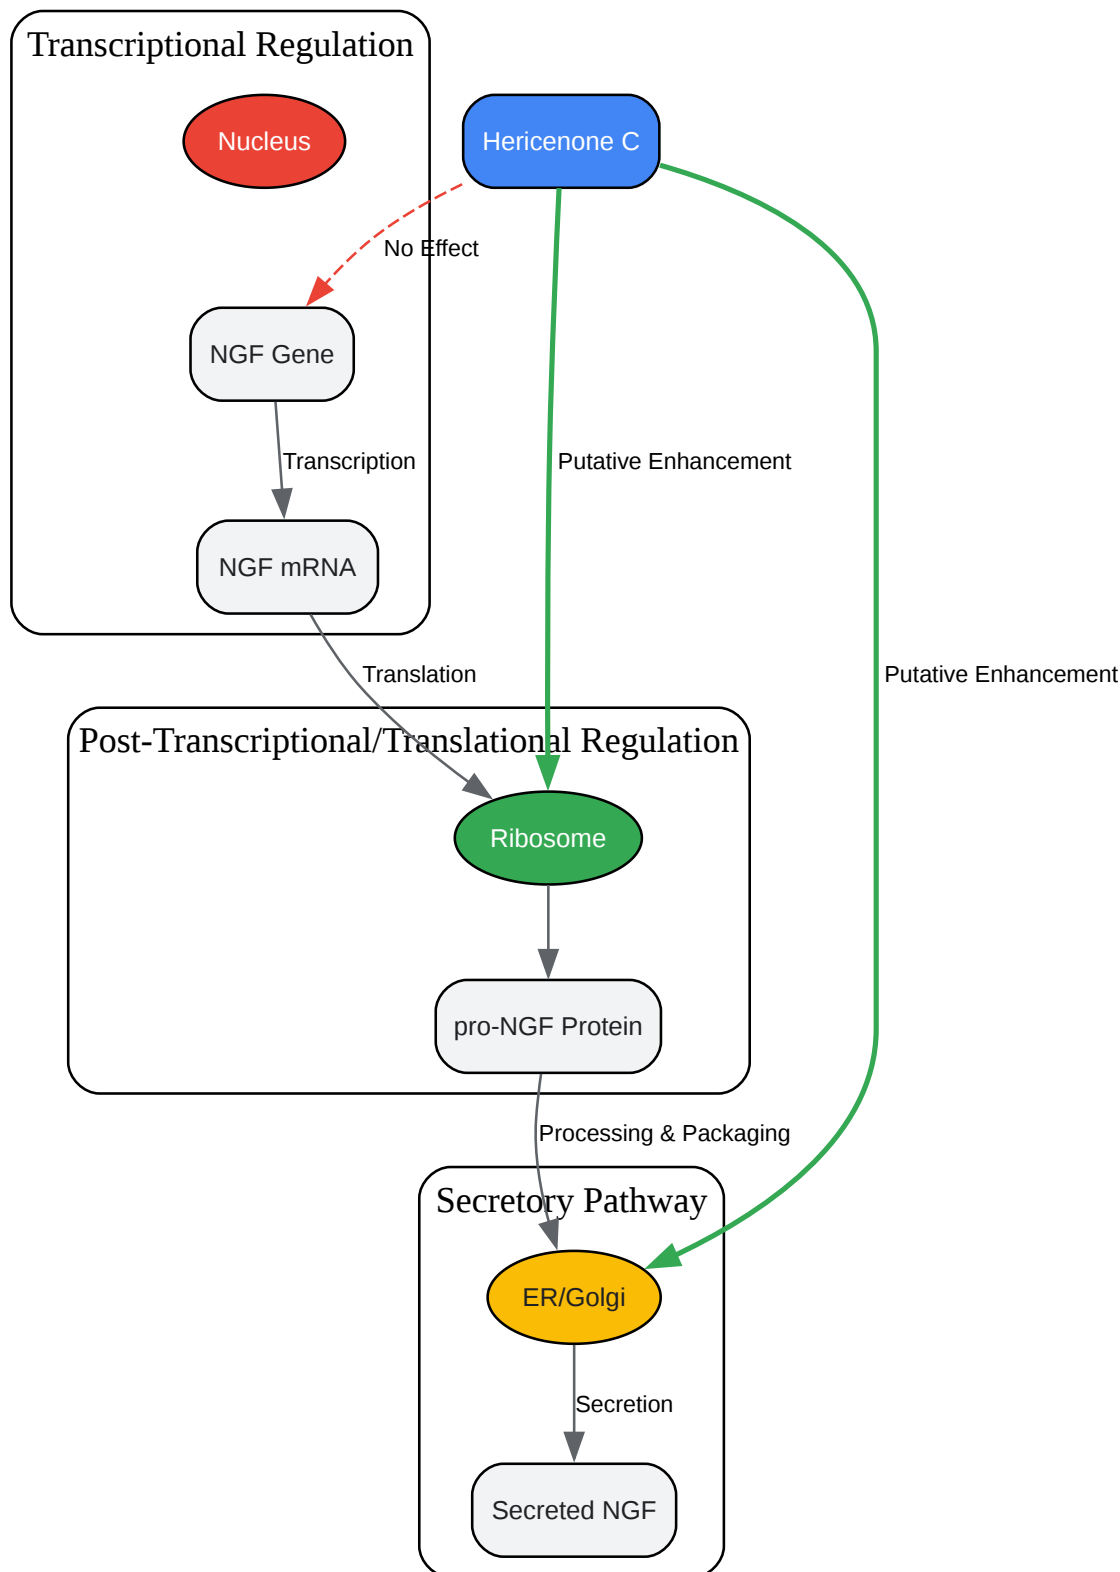 Transcriptional Regulation
Nucleus
Hericenone C
No Effect
NGF Gene
Transcription
Putative Enhancement
NGF mRNA
Translation
Putative Enhancement
Post-Transcriptional/Translational Regulation
Ribosome
pro-NGF Protein
Processing & Packaging
Secretory Pathway
ER/Golgi
Secretion
Secreted NGF